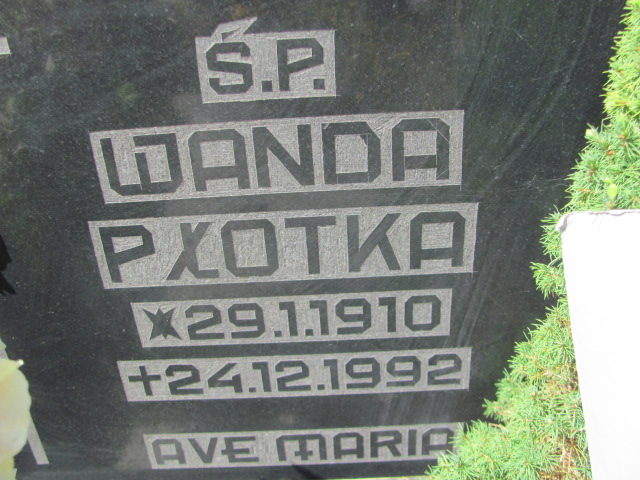 Ś.P.
WANDA
PŁOTKA
*29.1.1910
+24.12.1992
AVE MARIA